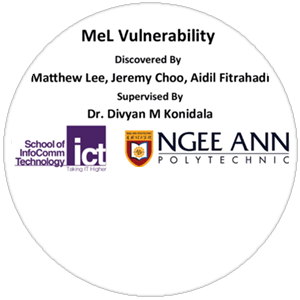 MeL Vulnerability
Discovered By
Matthew Lee, Jeremy Choo, Aidil Fitrahadi
Supervised By
Dr. Divyan M Konidala
School of
InfoComm
Technology
ict
Taking IT Higher
NGEE ANN
POLYTECHNIC